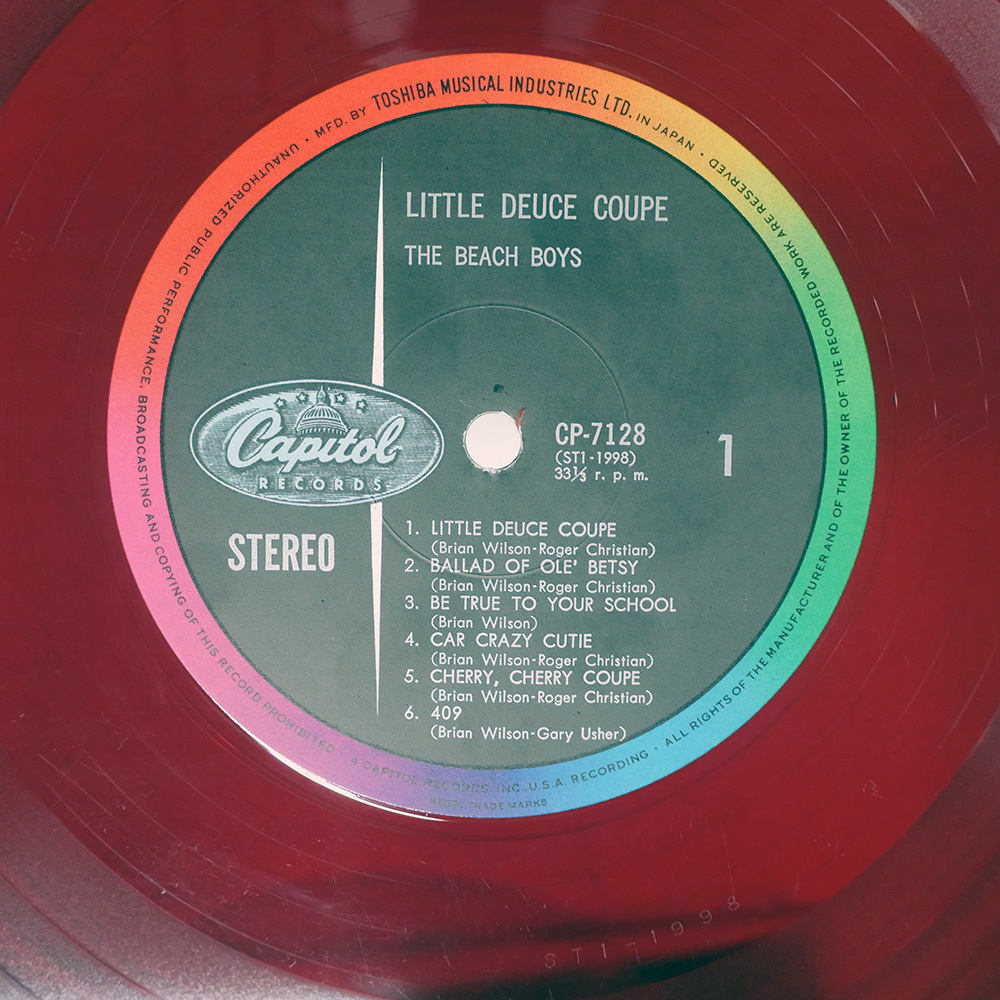 UNAUTHORIZED PUBLIC PERFORMANCE, BROADCASTING AND COPYING OF THIS RECORD PROHIBITED · MFD. BY TOSHIBA MUSICAL INDUSTRIES LTD. IN JAPAN ·
ALL RIGHTS OF THE MANUFACTURER AND OF THE OWNER OF THE RECORDED WORK ARE RESERVED
LITTLE DEUCE COUPE
THE BEACH BOYS
Capitol
RECORDS
CP-7128
(ST1-1998)
33⅓ r. p. m.
1
STEREO
1. LITTLE DEUCE COUPE
(Brian Wilson-Roger Christian)
2. BALLAD OF OLE' BETSY
(Brian Wilson-Roger Christian)
3. BE TRUE TO YOUR SCHOOL
(Brian Wilson)
4. CAR CRAZY CUTIE
(Brian Wilson-Roger Christian)
5. CHERRY, CHERRY COUPE
(Brian Wilson-Roger Christian)
6. 409
(Brian Wilson-Gary Usher)
A CAPITOL RECORDS, INC., U.S.A. RECORDING ·
TRADE MARKS
ST1-1998